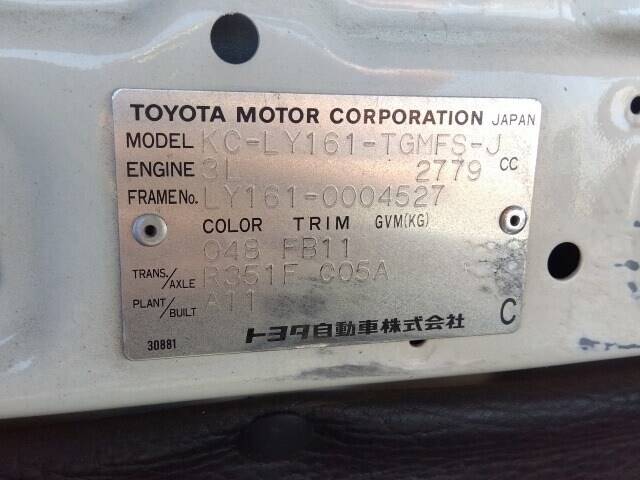 TOYOTA MOTOR CORPORATION JAPAN
MODEL KC-LY161-TGMFS-J
ENGINE 3L 2779 CC
FRAME No. LY161-0004527
COLOR TRIM GVM(KG)
048 FB11
TRANS./AXLE R351F C05A
PLANT/BUILT A11
トヨタ自動車株式会社 C
30881